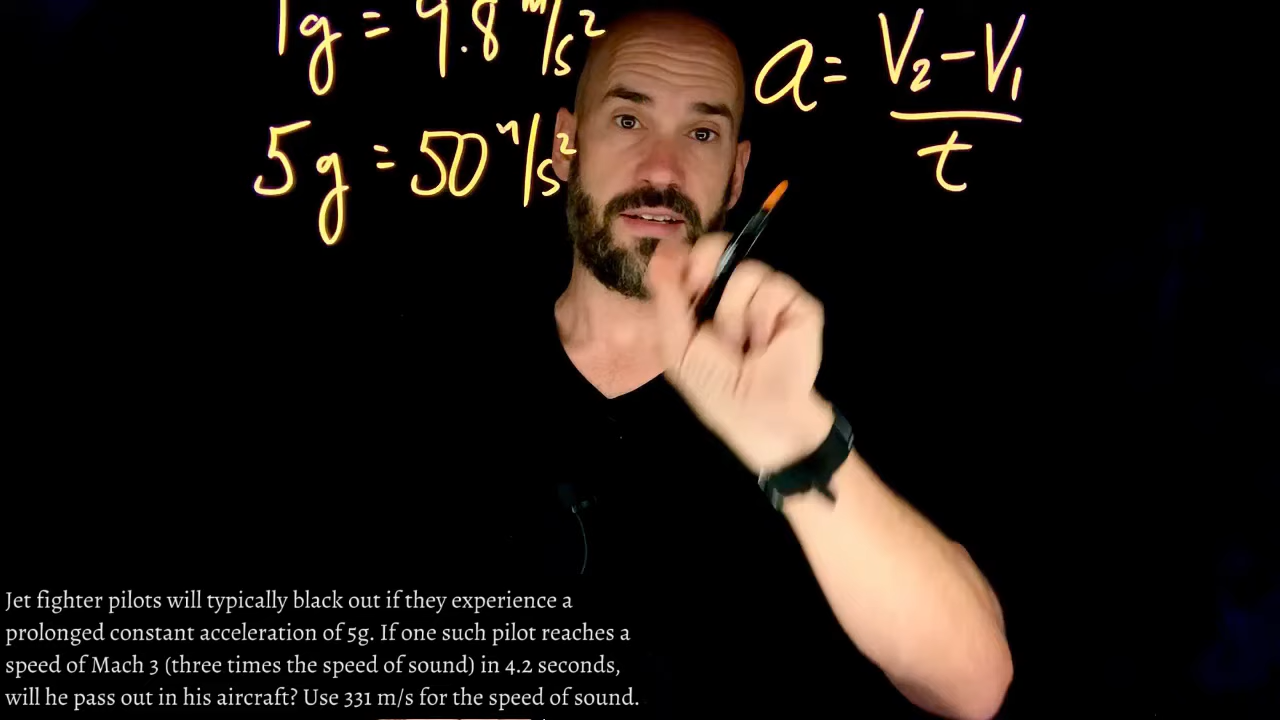 1g = 9.8 m/s²
5g = 50 m/s²
a = V₂ - V₁
t
Jet fighter pilots will typically black out if they experience a
prolonged constant acceleration of 5g. If one such pilot reaches a
speed of Mach 3 (three times the speed of sound) in 4.2 seconds,
will he pass out in his aircraft? Use 331 m/s for the speed of sound.